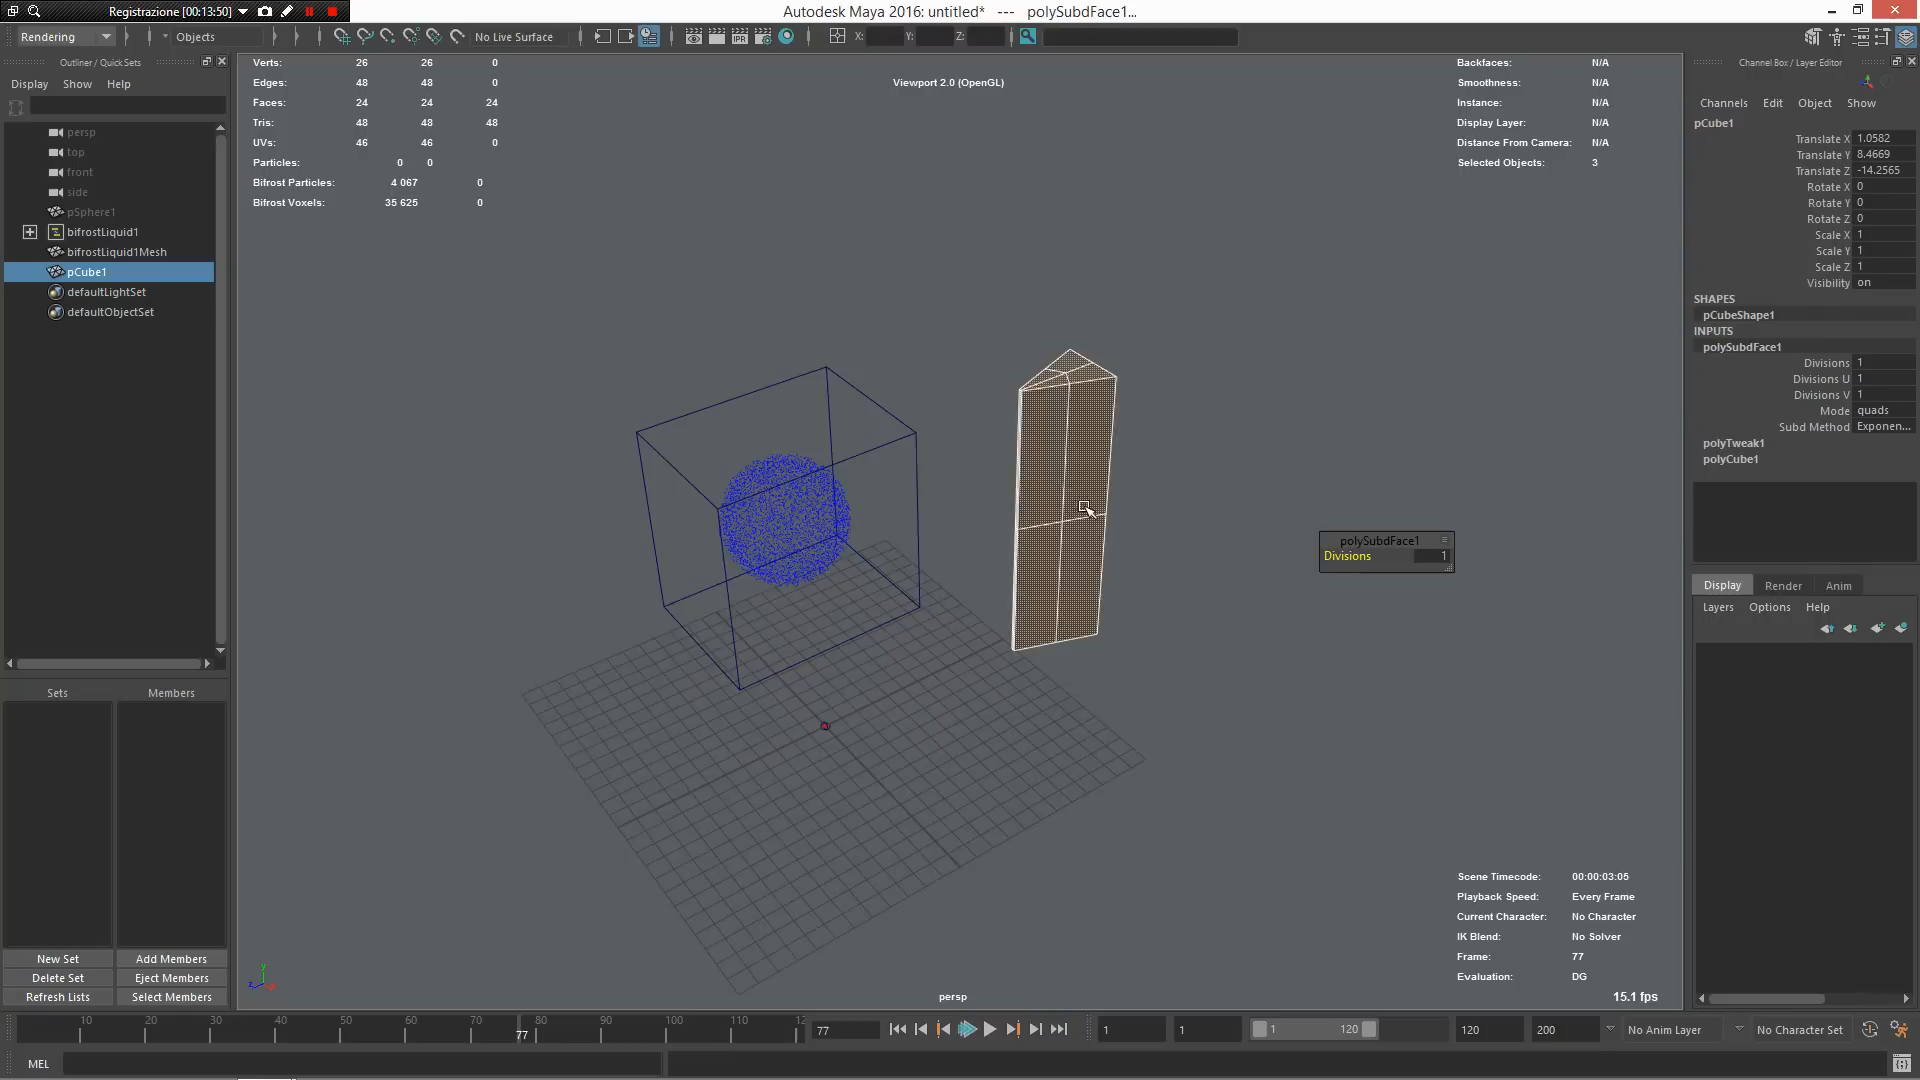 Registrazione [00:13:50]
Autodesk Maya 2016: untitled* --- polySubdFace1...
Rendering
Objects
No Live Surface
X:
Y:
Z:
Outliner / Quick Sets
Display Show Help
persp
top
front
side
pSphere1
bifrostLiquid1
bifrostLiquid1Mesh
pCube1
defaultLightSet
defaultObjectSet
Sets
Members
New Set
Add Members
Delete Set
Eject Members
Refresh Lists
Select Members
Verts: 26 26 0
Edges: 48 48 0
Faces: 24 24 24
Tris: 48 48 48
UVs: 46 46 0
Particles: 0 0
Bifrost Particles: 4 067 0
Bifrost Voxels: 35 625 0
Viewport 2.0 (OpenGL)
Backfaces: N/A
Smoothness: N/A
Instance: N/A
Display Layer: N/A
Distance From Camera: N/A
Selected Objects: 3
polySubdFace1
Divisions 1
Scene Timecode: 00:00:03:05
Playback Speed: Every Frame
Current Character: No Character
IK Blend: No Solver
Frame: 77
Evaluation: DG
15.1 fps
persp
y
z
x
Channel Box / Layer Editor
Channels Edit Object Show
pCube1
Translate X 1.0582
Translate Y 8.4669
Translate Z -14.2565
Rotate X 0
Rotate Y 0
Rotate Z 0
Scale X 1
Scale Y 1
Scale Z 1
Visibility on
SHAPES
pCubeShape1
INPUTS
polySubdFace1
Divisions 1
Divisions U 1
Divisions V 1
Mode quads
Subd Method Exponen...
polyTweak1
polyCube1
Display Render Anim
Layers Options Help
10 20 30 40 50 60 70 80 90 100 110 12
77
77
1
1
1 120
120
200
No Anim Layer
No Character Set
MEL